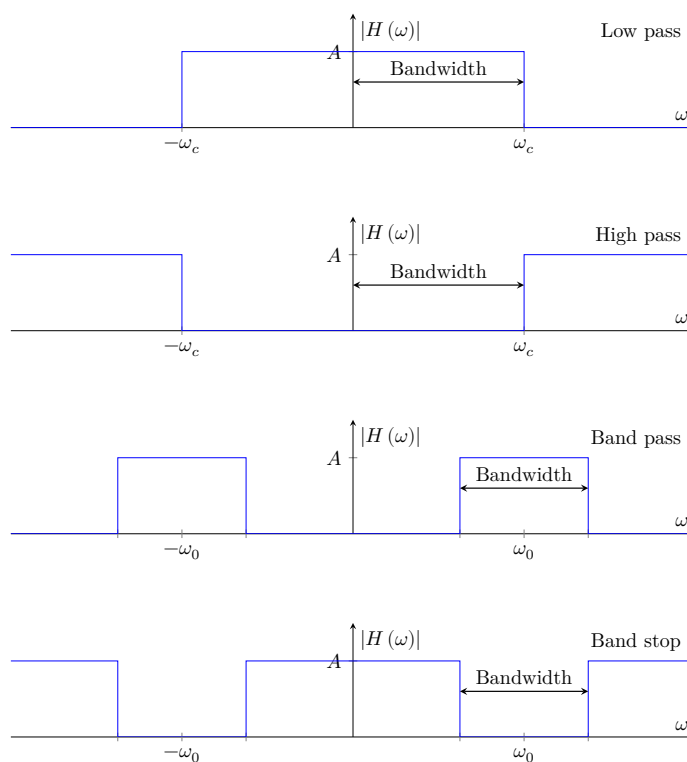 |H (ω)|
Low pass
A
Bandwidth
ω
−ω_c
ω_c
|H (ω)|
High pass
A
Bandwidth
ω
−ω_c
ω_c
|H (ω)|
Band pass
A
Bandwidth
ω
−ω_0
ω_0
|H (ω)|
Band stop
A
Bandwidth
ω
−ω_0
ω_0